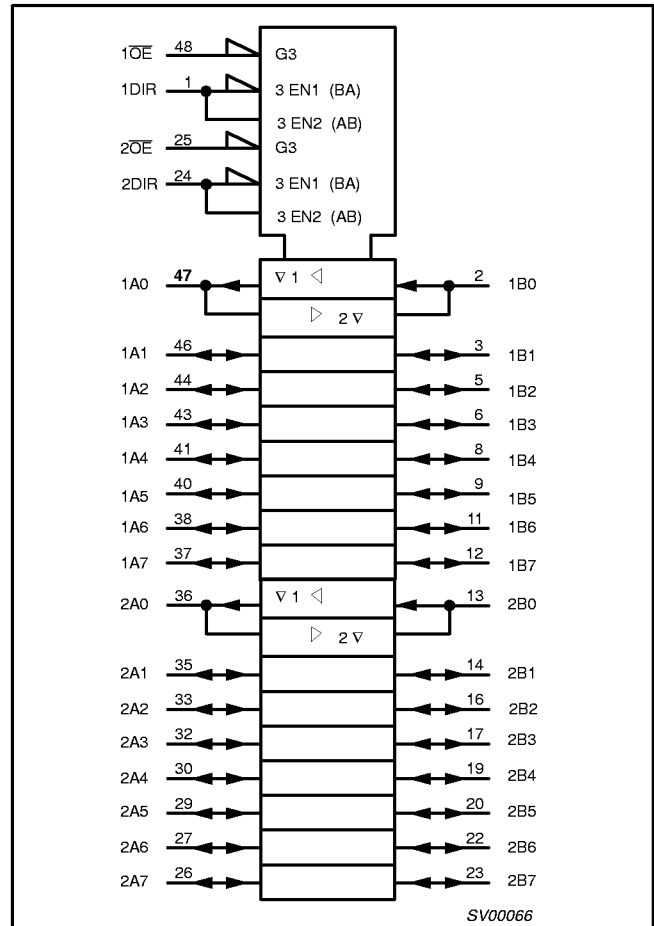 1O̅E̅ 48 G3
1DIR 1 3 EN1 (BA)
3 EN2 (AB)
2O̅E̅ 25 G3
2DIR 24 3 EN1 (BA)
3 EN2 (AB)
1A0 47 ∇ 1 ◁ 2 1B0
▷ 2 ∇
1A1 46 3 1B1
1A2 44 5 1B2
1A3 43 6 1B3
1A4 41 8 1B4
1A5 40 9 1B5
1A6 38 11 1B6
1A7 37 12 1B7
2A0 36 ∇ 1 ◁ 13 2B0
▷ 2 ∇
2A1 35 14 2B1
2A2 33 16 2B2
2A3 32 17 2B3
2A4 30 19 2B4
2A5 29 20 2B5
2A6 27 22 2B6
2A7 26 23 2B7
SV00066